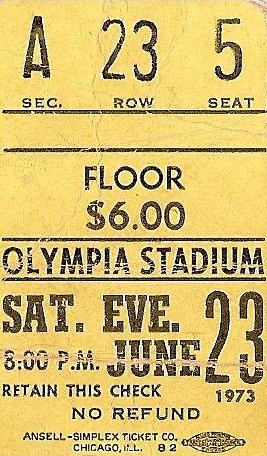 A 23 5
SEC. ROW SEAT
FLOOR
$6.00
OLYMPIA STADIUM
SAT. EVE. 23
8:00 P.M. JUNE
RETAIN THIS CHECK 1973
NO REFUND
ANSELL-SIMPLEX TICKET CO.
CHICAGO, ILL. 82